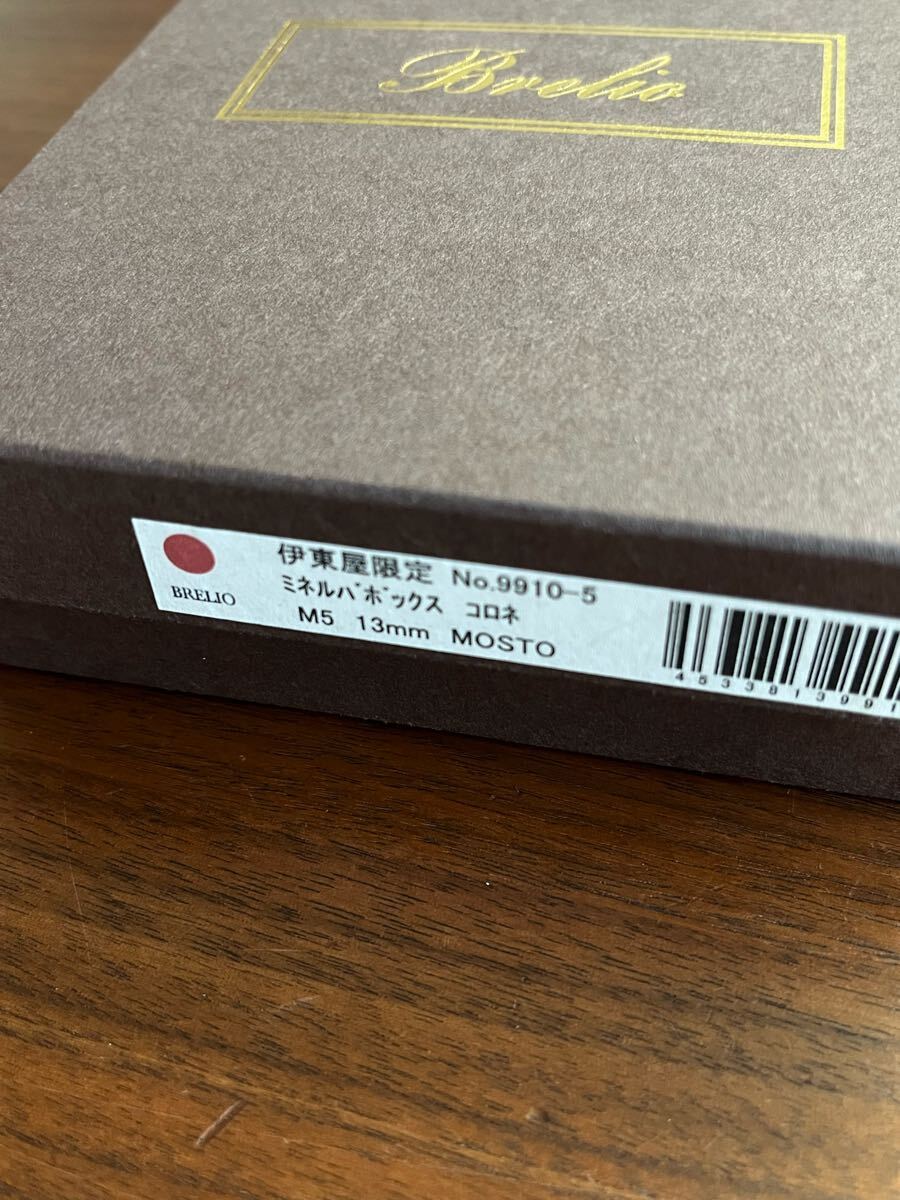 Brelio
BRELIO
伊東屋限定 No.9910-5
ミネルバボックス コロネ
M5 13mm MOSTO
4533813991